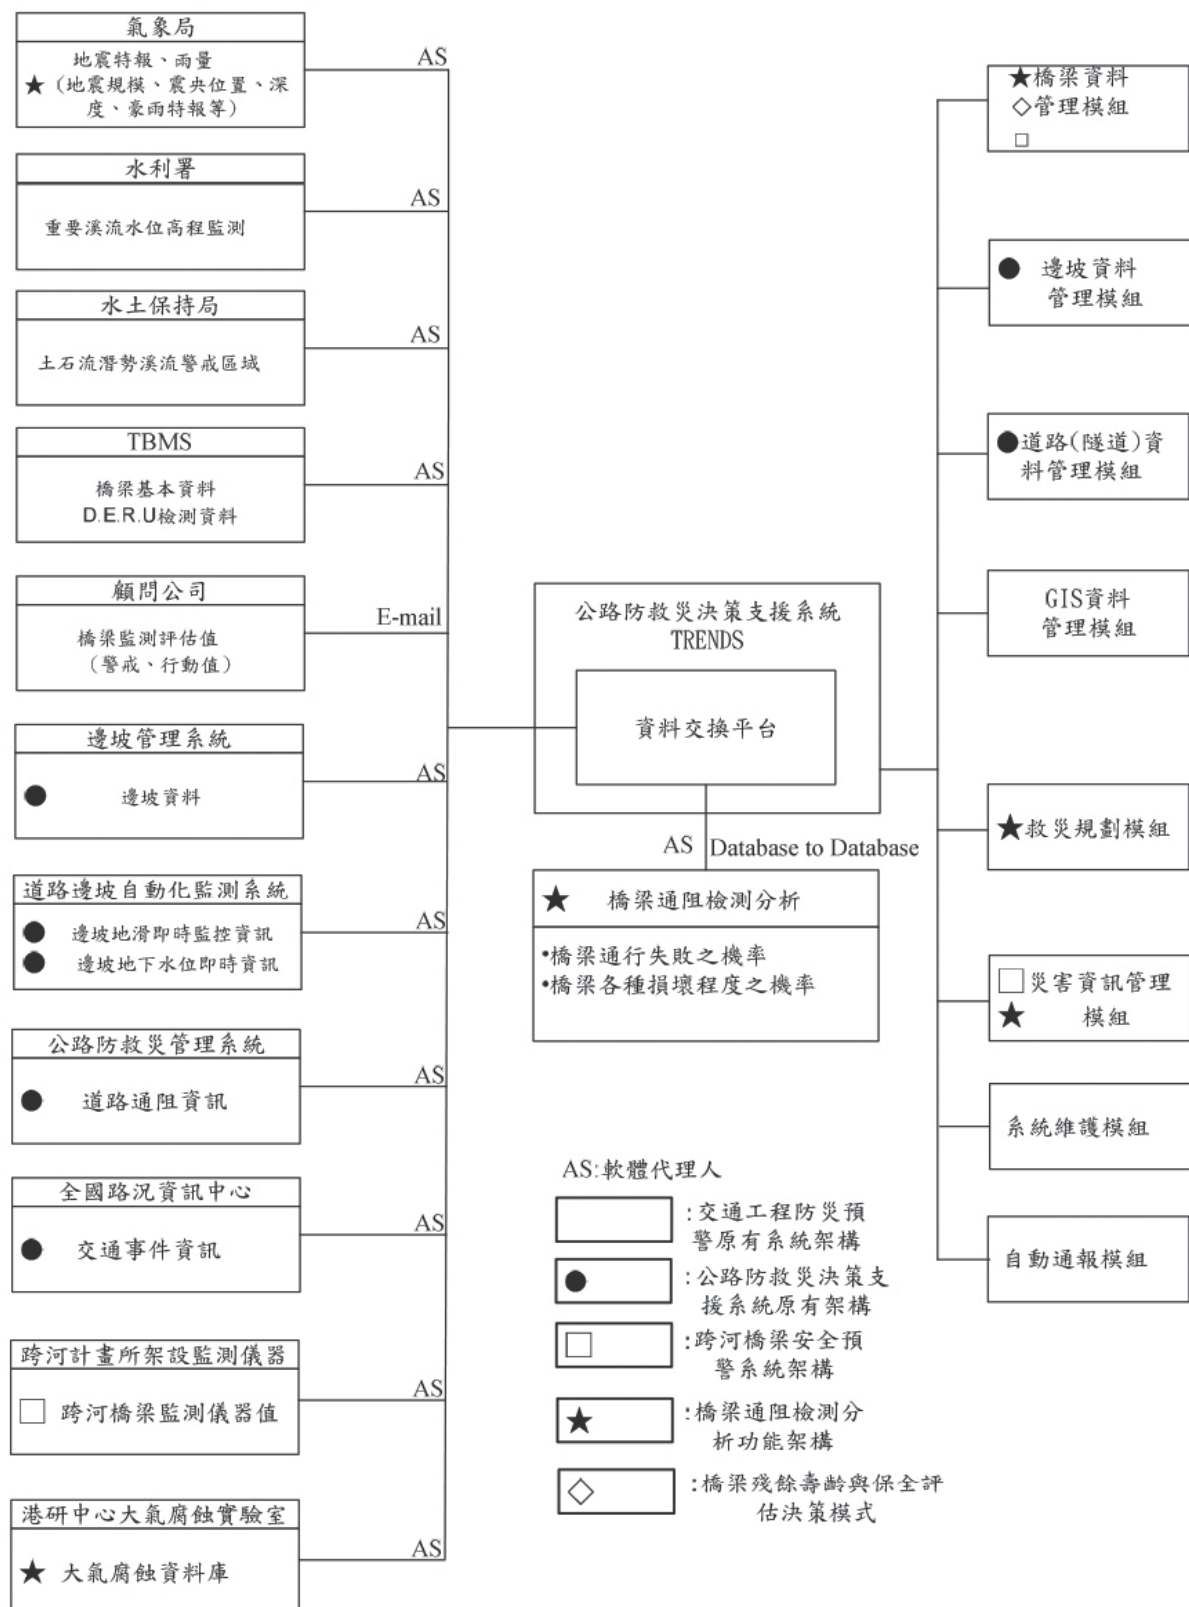 氣象局
地震特報、雨量
★(地震規模、震央位置、深
度、豪雨特報等)
AS
水利署
重要溪流水位高程監測
AS
水土保持局
土石流潛勢溪流警戒區域
AS
TBMS
橋梁基本資料
D.E.R.U檢測資料
AS
顧問公司
橋梁監測評估值
(警戒、行動值)
E-mail
邊坡管理系統
● 邊坡資料
AS
道路邊坡自動化監測系統
● 邊坡地滑即時監控資訊
● 邊坡地下水位即時資訊
AS
公路防救災管理系統
● 道路通阻資訊
AS
全國路況資訊中心
● 交通事件資訊
AS
跨河計畫所架設監測儀器
□ 跨河橋梁監測儀器值
AS
港研中心大氣腐蝕實驗室
★ 大氣腐蝕資料庫
AS
公路防救災決策支援系統
TRENDS
資料交換平台
AS Database to Database
★ 橋梁通阻檢測分析
•橋梁通行失敗之機率
•橋梁各種損壞程度之機率
AS:軟體代理人
:交通工程防災預
警原有系統架構
● :公路防救災決策支
援系統原有架構
□ :跨河橋梁安全預
警系統架構
★ :橋梁通阻檢測分
析功能架構
◇ :橋梁殘餘壽齡與保全評
估決策模式
★橋梁資料
◇管理模組
□
● 邊坡資料
管理模組
●道路(隧道)資
料管理模組
GIS資料
管理模組
★救災規劃模組
□災害資訊管理
★ 模組
系統維護模組
自動通報模組